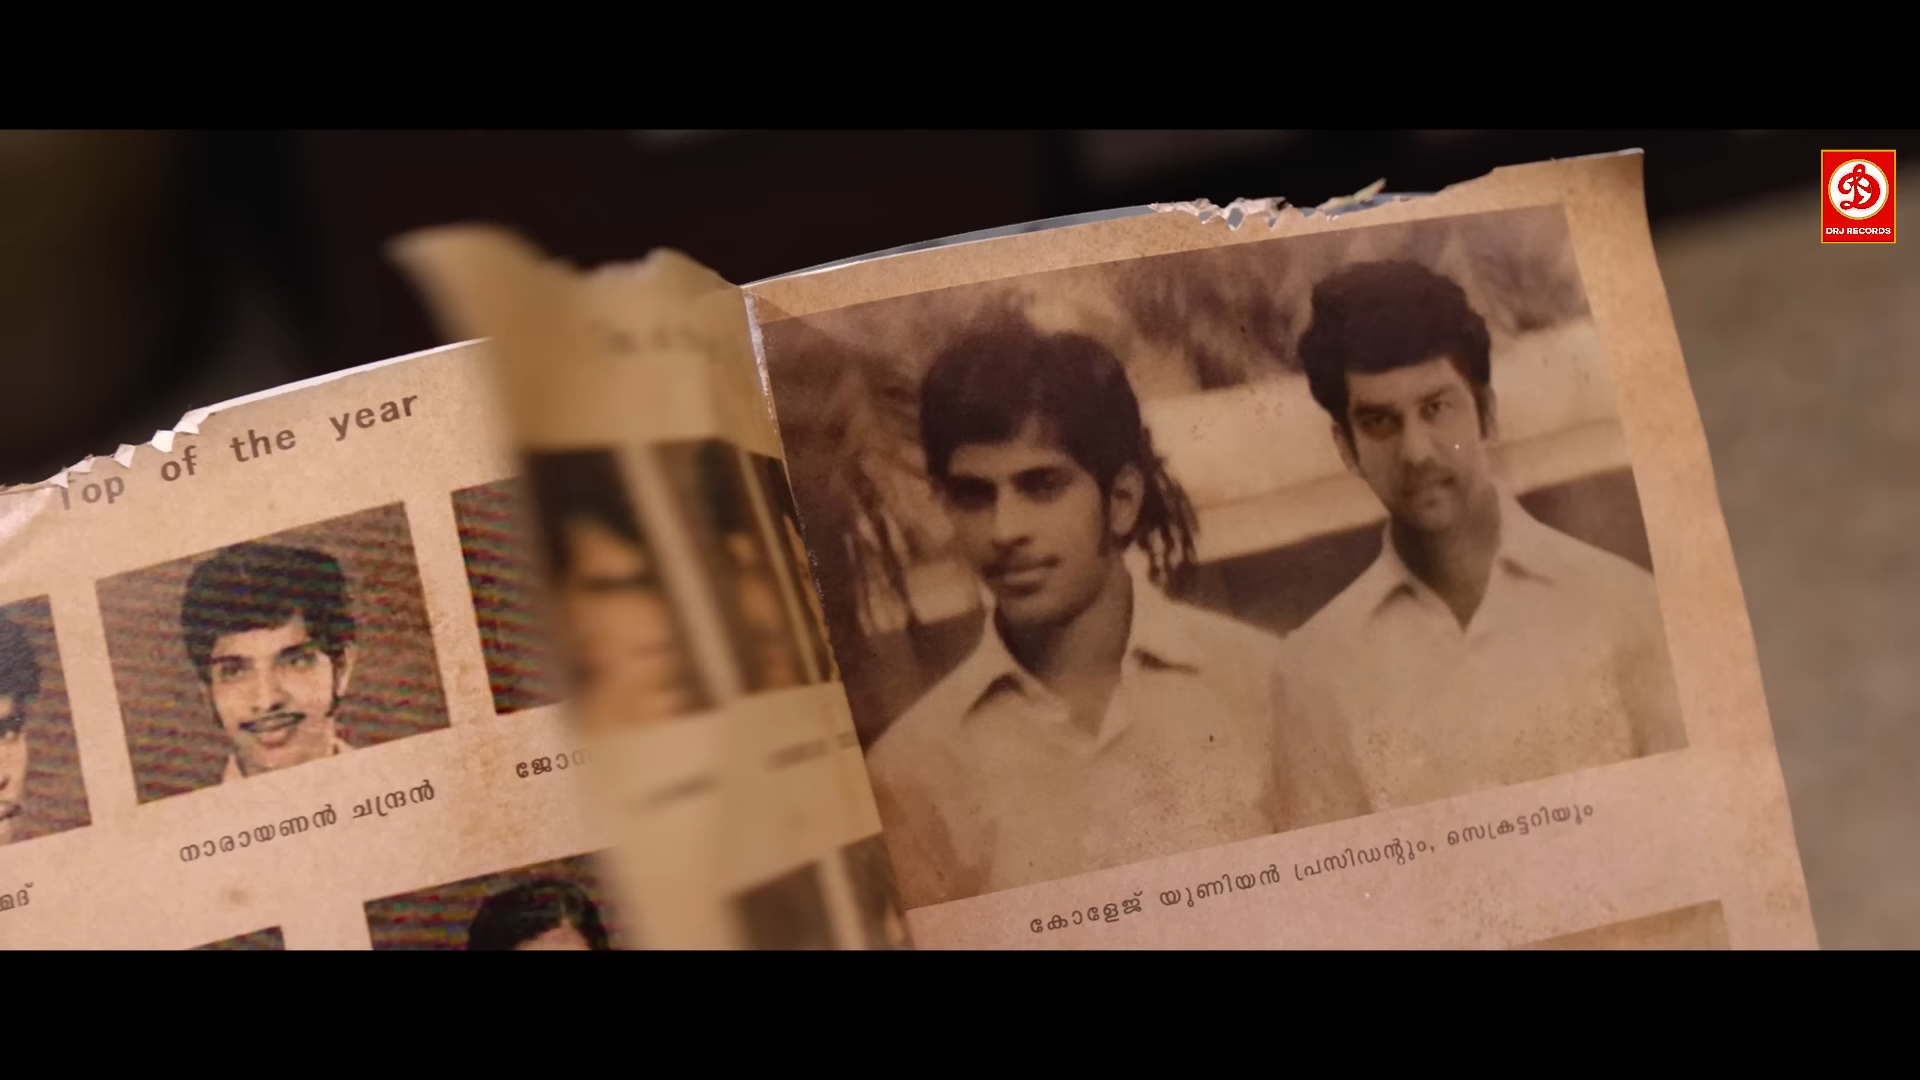 Top of the year
നാരായണൻ ചന്ദ്രൻ
കോളേജ് യൂണിയൻ പ്രസിഡന്റും, സെക്രട്ടറിയും
DRJ RECORDS